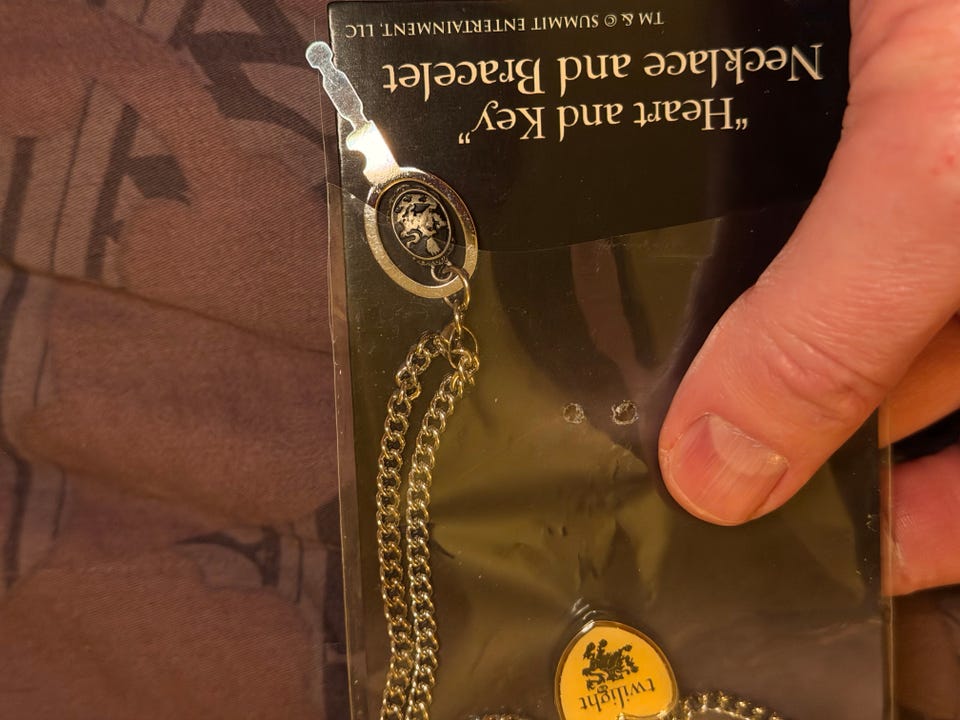 "Heart and Key"
Necklace and Bracelet
TM & © SUMMIT ENTERTAINMENT, LLC
twilight